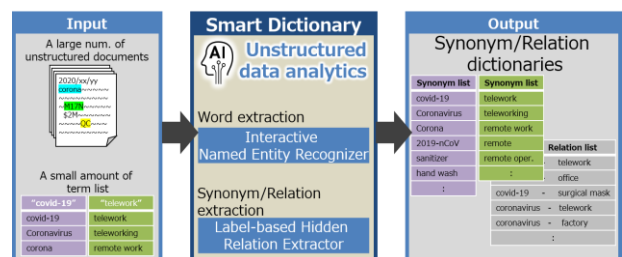 Input
A large num. of
unstructured documents
2020/xx/yy
corona~~~~~~
~M17N~~~~
$2M~~~~~~
~~~~QC~~
A small amount of
term list
"covid-19" "telework"
covid-19 telework
Coronavirus teleworking
corona remote work
Smart Dictionary
AI
Unstructured
data analytics
Word extraction
Interactive
Named Entity Recognizer
Synonym/Relation
extraction
Label-based Hidden
Relation Extractor
Output
Synonym/Relation
dictionaries
Synonym list
covid-19
Coronavirus
Corona
2019-nCoV
sanitizer
hand wash
:
Synonym list
telework
teleworking
remote work
remote
remote oper.
:
Relation list
telework
office
covid-19 - surgical mask
coronavirus - telework
coronavirus - factory
: